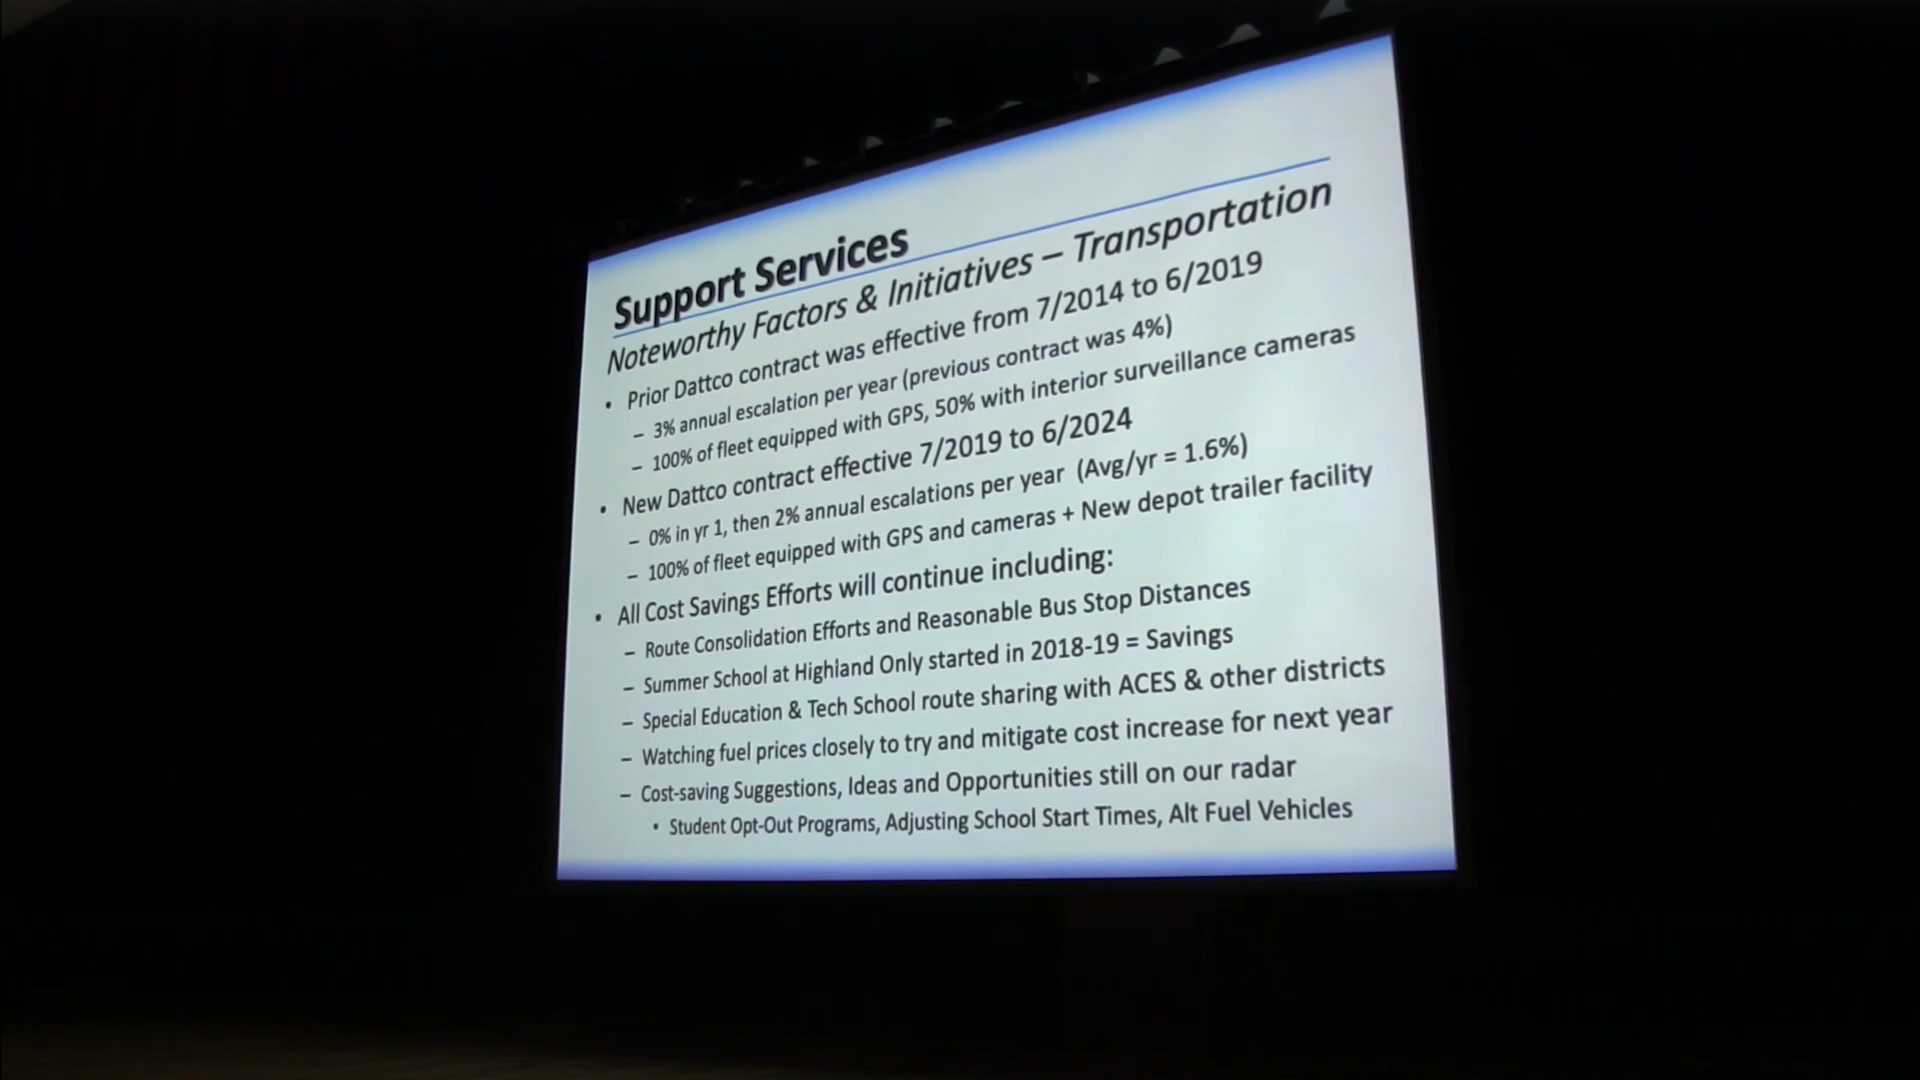 Support Services
Noteworthy Factors & Initiatives – Transportation
• Prior Dattco contract was effective from 7/2014 to 6/2019
– 3% annual escalation per year (previous contract was 4%)
– 100% of fleet equipped with GPS, 50% with interior surveillance cameras
• New Dattco contract effective 7/2019 to 6/2024
– 0% in yr 1, then 2% annual escalations per year (Avg/yr = 1.6%)
– 100% of fleet equipped with GPS and cameras + New depot trailer facility
• All Cost Savings Efforts will continue including:
– Route Consolidation Efforts and Reasonable Bus Stop Distances
– Summer School at Highland Only started in 2018-19 = Savings
– Special Education & Tech School route sharing with ACES & other districts
– Watching fuel prices closely to try and mitigate cost increase for next year
– Cost-saving Suggestions, Ideas and Opportunities still on our radar
• Student Opt-Out Programs, Adjusting School Start Times, Alt Fuel Vehicles